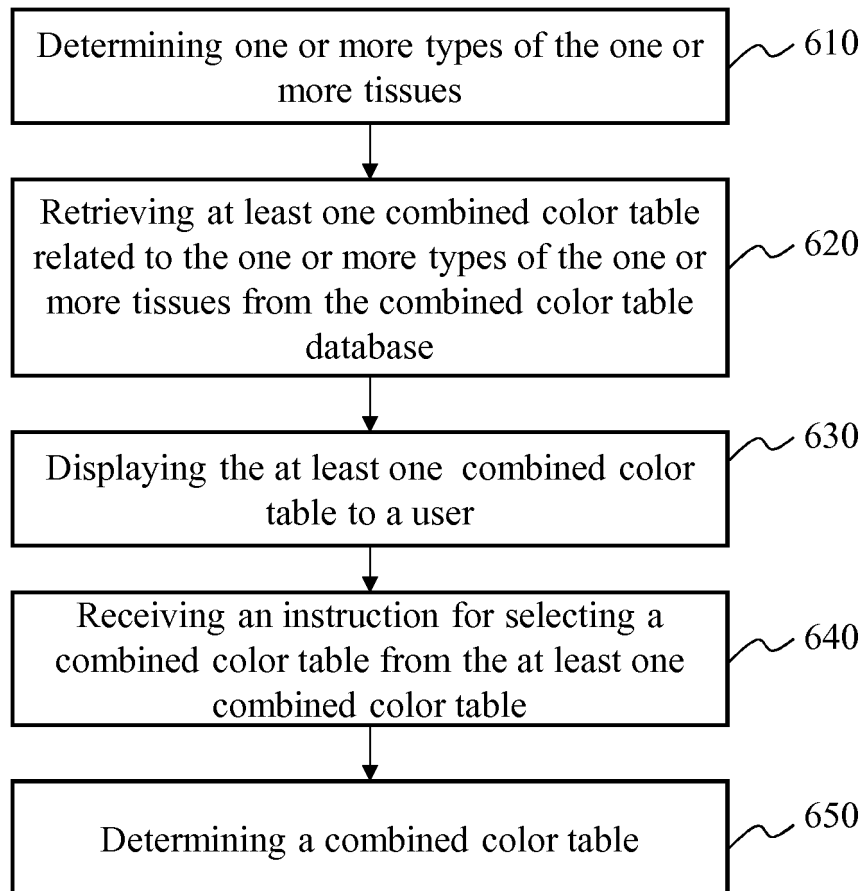 Determining one or more types of the one or
more tissues
610
Retrieving at least one combined color table
related to the one or more types of the one or
more tissues from the combined color table
database
620
Displaying the at least one combined color
table to a user
630
Receiving an instruction for selecting a
combined color table from the at least one
combined color table
640
Determining a combined color table
650